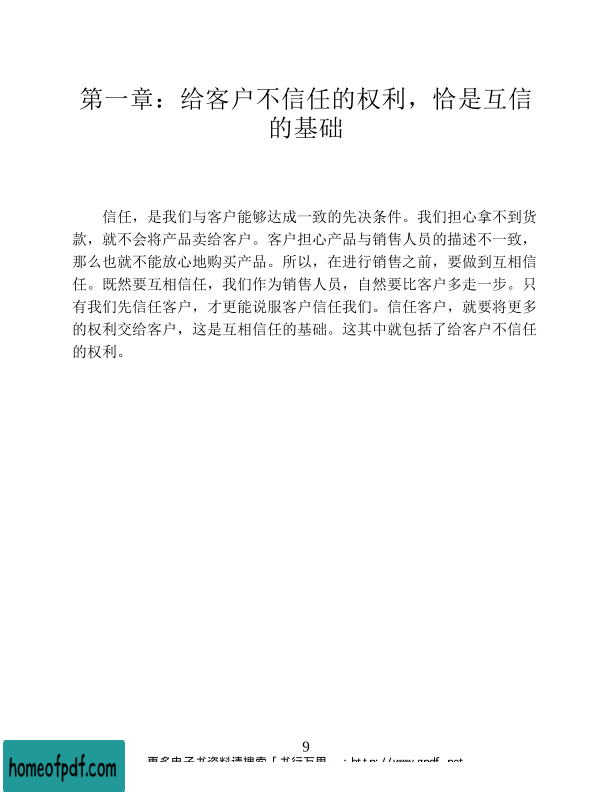 第一章：给客户不信任的权利，恰是互信
的基础
信任，是我们与客户能够达成一致的先决条件。我们担心拿不到货
款，就不会将产品卖给客户。客户担心产品与销售人员的描述不一致，
那么也就不能放心地购买产品。所以，在进行销售之前，要做到互相信
任。既然要互相信任，我们作为销售人员，自然要比客户多走一步。只
有我们先信任客户，才更能说服客户信任我们。信任客户，就要将更多
的权利交给客户，这是互相信任的基础。这其中就包括了给客户不信任
的权利。
9
更多电子书资料请搜索「书行万里
homeofpdf.com